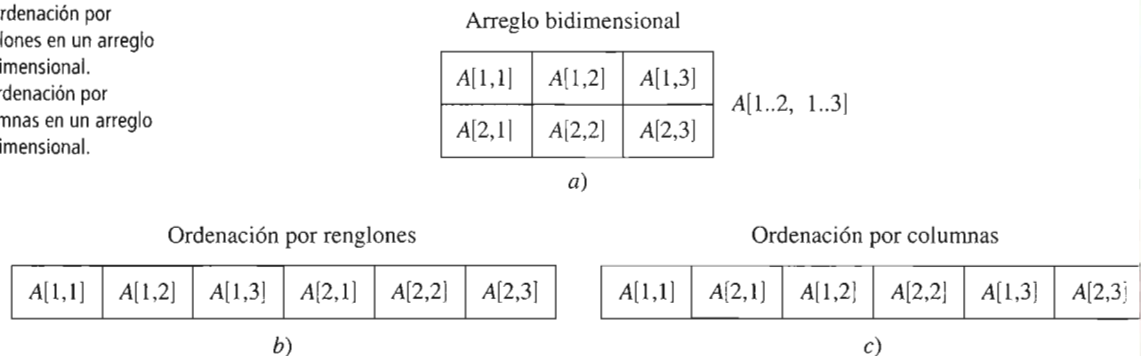 rdenación por
lones en un arreglo
imensional.
rdenación por
mnas en un arreglo
imensional.
Arreglo bidimensional
A[1,1] A[1,2] A[1,3]
A[2,1] A[2,2] A[2,3]
A[1..2, 1..3]
a)
Ordenación por renglones
A[1,1] A[1,2] A[1,3] A[2,1] A[2,2] A[2,3]
b)
Ordenación por columnas
A[1,1] A[2,1] A[1,2] A[2,2] A[1,3] A[2,3]
c)